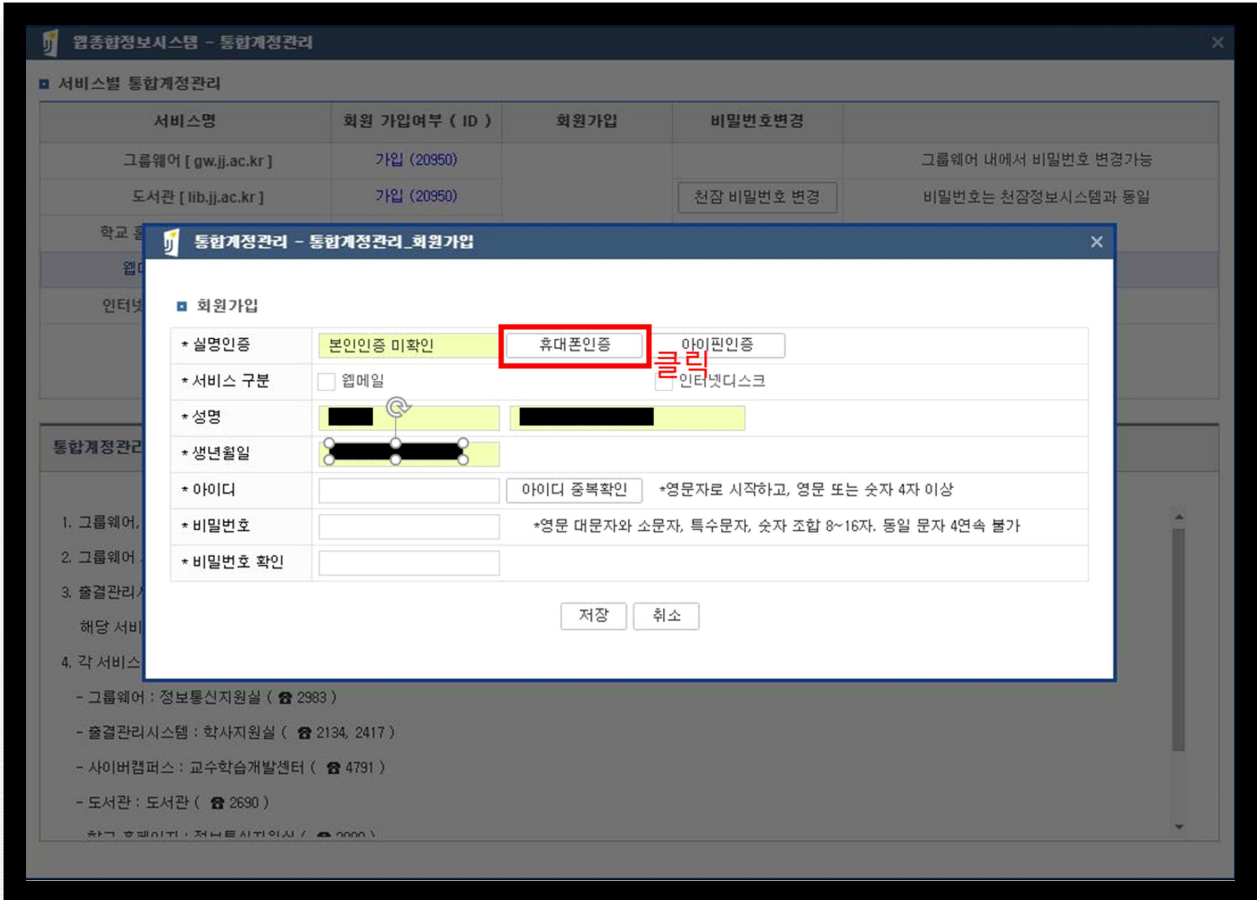 웹종합정보시스템 - 통합계정관리
서비스별 통합계정관리
서비스명 회원 가입여부 ( ID ) 회원가입 비밀번호변경
그룹웨어 [ gw.jj.ac.kr ] 가입 (20950) 그룹웨어 내에서 비밀번호 변경가능
도서관 [ lib.jj.ac.kr ] 가입 (20950) 천잠 비밀번호 변경 비밀번호는 천잠정보시스템과 동일
학교
인터넷
통합계정관리 - 통합계정관리_회원가입
회원가입
* 실명인증 본인인증 미확인 휴대폰인증 아이핀인증
클릭
* 서비스 구분 웹메일 인터넷디스크
* 성명
* 생년월일
* 아이디 아이디 중복확인 *영문자로 시작하고, 영문 또는 숫자 4자 이상
* 비밀번호 *영문 대문자와 소문자, 특수문자, 숫자 조합 8~16자. 동일 문자 4연속 불가
* 비밀번호 확인
저장 취소
통합계정관리
1. 그룹웨어,
2. 그룹웨어
3. 출결관리시
해당 서비
4. 각 서비스
- 그룹웨어 : 정보통신지원실 ( ☎ 2983 )
- 출결관리시스템 : 학사지원실 ( ☎ 2134, 2417 )
- 사이버캠퍼스 : 교수학습개발센터 ( ☎ 4791 )
- 도서관 : 도서관 ( ☎ 2690 )